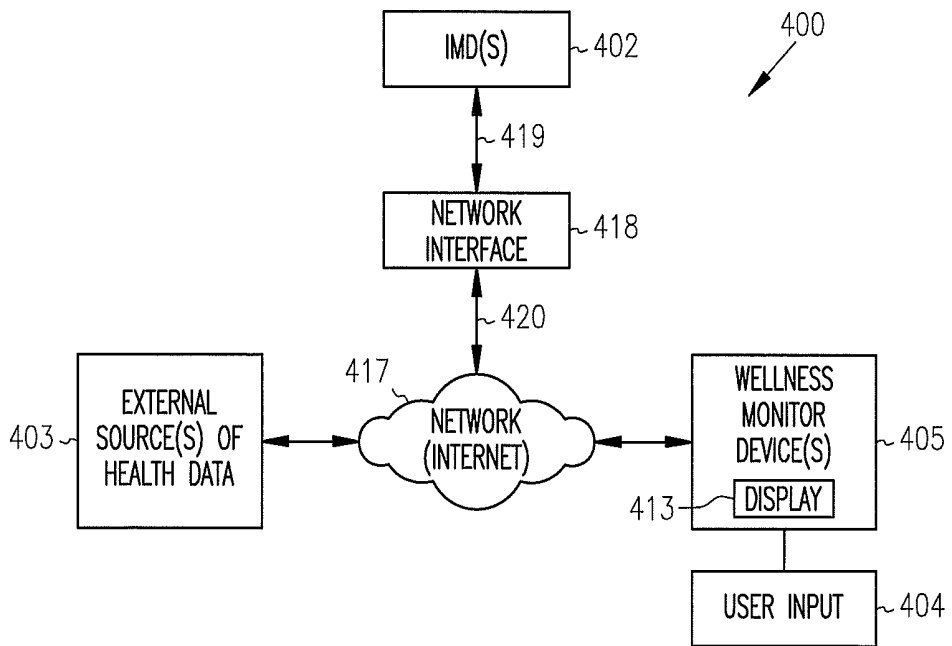 IMD(S)
402
400
419
NETWORK
INTERFACE
418
420
417
NETWORK
(INTERNET)
403
EXTERNAL
SOURCE(S) OF
HEALTH DATA
WELLNESS
MONITOR
DEVICE(S)
405
413
DISPLAY
USER INPUT
404